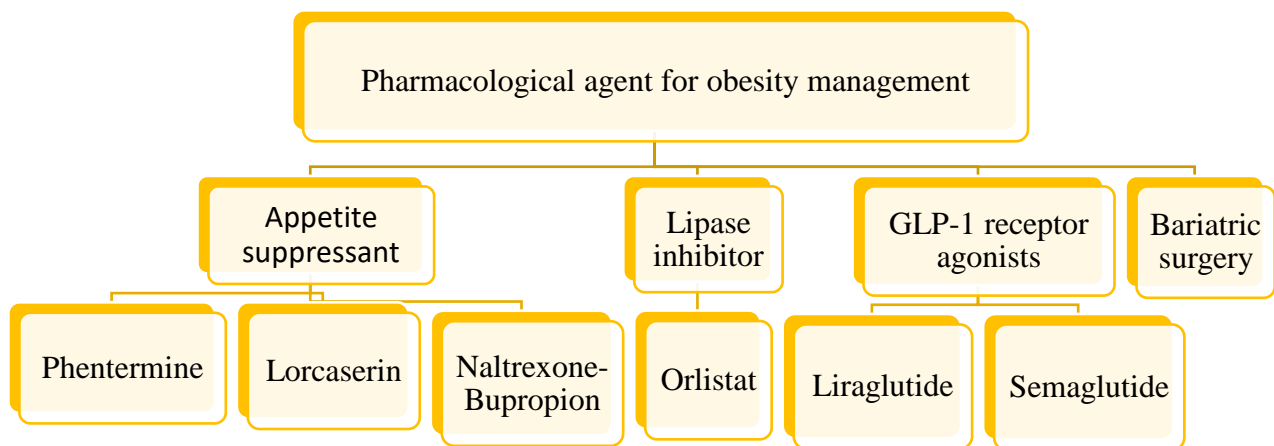 Pharmacological agent for obesity management
Appetite
suppressant
Lipase
inhibitor
GLP-1 receptor
agonists
Bariatric
surgery
Phentermine
Lorcaserin
Naltrexone-
Bupropion
Orlistat
Liraglutide
Semaglutide